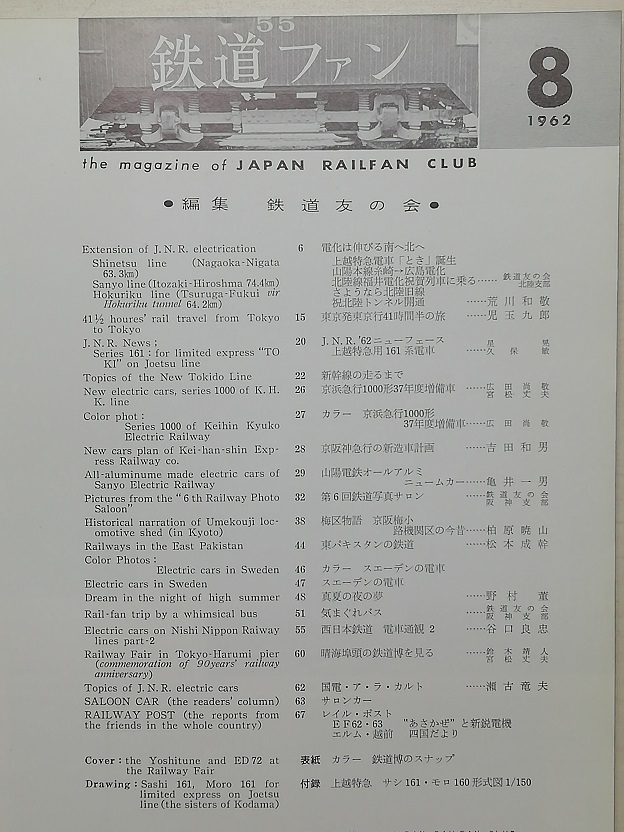 55
鉄道ファン
8
1962
the magazine of JAPAN RAILFAN CLUB
●編集 鉄道友の会●
Extension of J.N.R. electrication 6 電化は伸びる南へ北へ
Shinetsu line (Nagaoka-Nigata 63.3㎞) 上越特急電車「とき」誕生
Sanyo line (Itozaki-Hiroshma 74.4㎞) 山陽本線糸崎→広島電化
Hokuriku line (Tsuruga-Fukui vir Hokuriku tunnel 64.2㎞) 北陸線福井電化祝賀列車に乗る……鉄道友の会 北陸支部
さようなら北陸旧線
祝北陸トンネル開通 ……荒川和敬
41½ houres' rail travel from Tokyo to Tokyo 15 東京発東京行41時間半の旅 ……児玉九郎
J.N.R. News; 20 J.N.R.'62ニューフェース
Series 161: for limited express "TOKI" on Joetsu line 上越特急用161系電車 ……星晃 久保敏
Topics of the New Tokido Line 22 新幹線の走るまで
New electric cars, series 1000 of K.H.K. line 26 京浜急行1000形37年度増備車 ……広田尚敬 宮松丈夫
Color phot: 27 カラー 京浜急行1000形
Series 1000 of Keihin Kyuko Electric Railway 37年度増備車……広田尚敬
New cars plan of Kei-han-shin Express Railway co. 28 京阪神急行の新造車計画 ……吉田和男
All-aluminume made electric cars of Sanyo Electric Railway 29 山陽電鉄オールアルミ ニュームカー……亀井一男
Pictures from the "6th Railway Photo Saloon" 32 第6回鉄道写真サロン ……鉄道友の会 阪神支部
Historical narration of Umekouji locomotive shed (in Kyoto) 38 梅区物語 京阪梅小路機関区の今昔……柏原暁山
Railways in the East Pakistan 44 東パキスタンの鉄道 ……松本成幹
Color Photos:
Electric cars in Sweden 46 カラー スエーデンの電車
Electric cars in Sweden 47 スエーデンの電車
Dream in the night of high summer 48 真夏の夜の夢 ……野村董
Rail-fan trip by a whimsical bus 51 気まぐれバス ……鉄道友の会 阪神支部
Electric cars on Nishi Nippon Raiway lines part-2 55 西日本鉄道 電車通観 2 ……谷口良忠
Railway Fair in Tokyo-Harumi pier (commemoration of 90years' railway anniversary) 60 晴海埠頭の鉄道博を見る ……鈴木靖人 宮松丈夫
Topics of J.N.R. electric cars 62 国電・ア・ラ・カルト ……瀬古竜夫
SALOON CAR (the readers' column) 63 サロンカー
RAILWAY POST (the reports from the friends in the whole country) 67 レイル・ポスト
EF62・63 "あさかぜ"と新鋭電機
エルム・越前 四国だより
Cover: the Yoshitune and ED72 at the Railway Fair 表紙 カラー 鉄道博のスナップ
Drawing: Sashi 161, Moro 161 for limited express on Joetsu line (the sisters of Kodama) 付録 上越特急 サシ161・モロ160形式図1/150